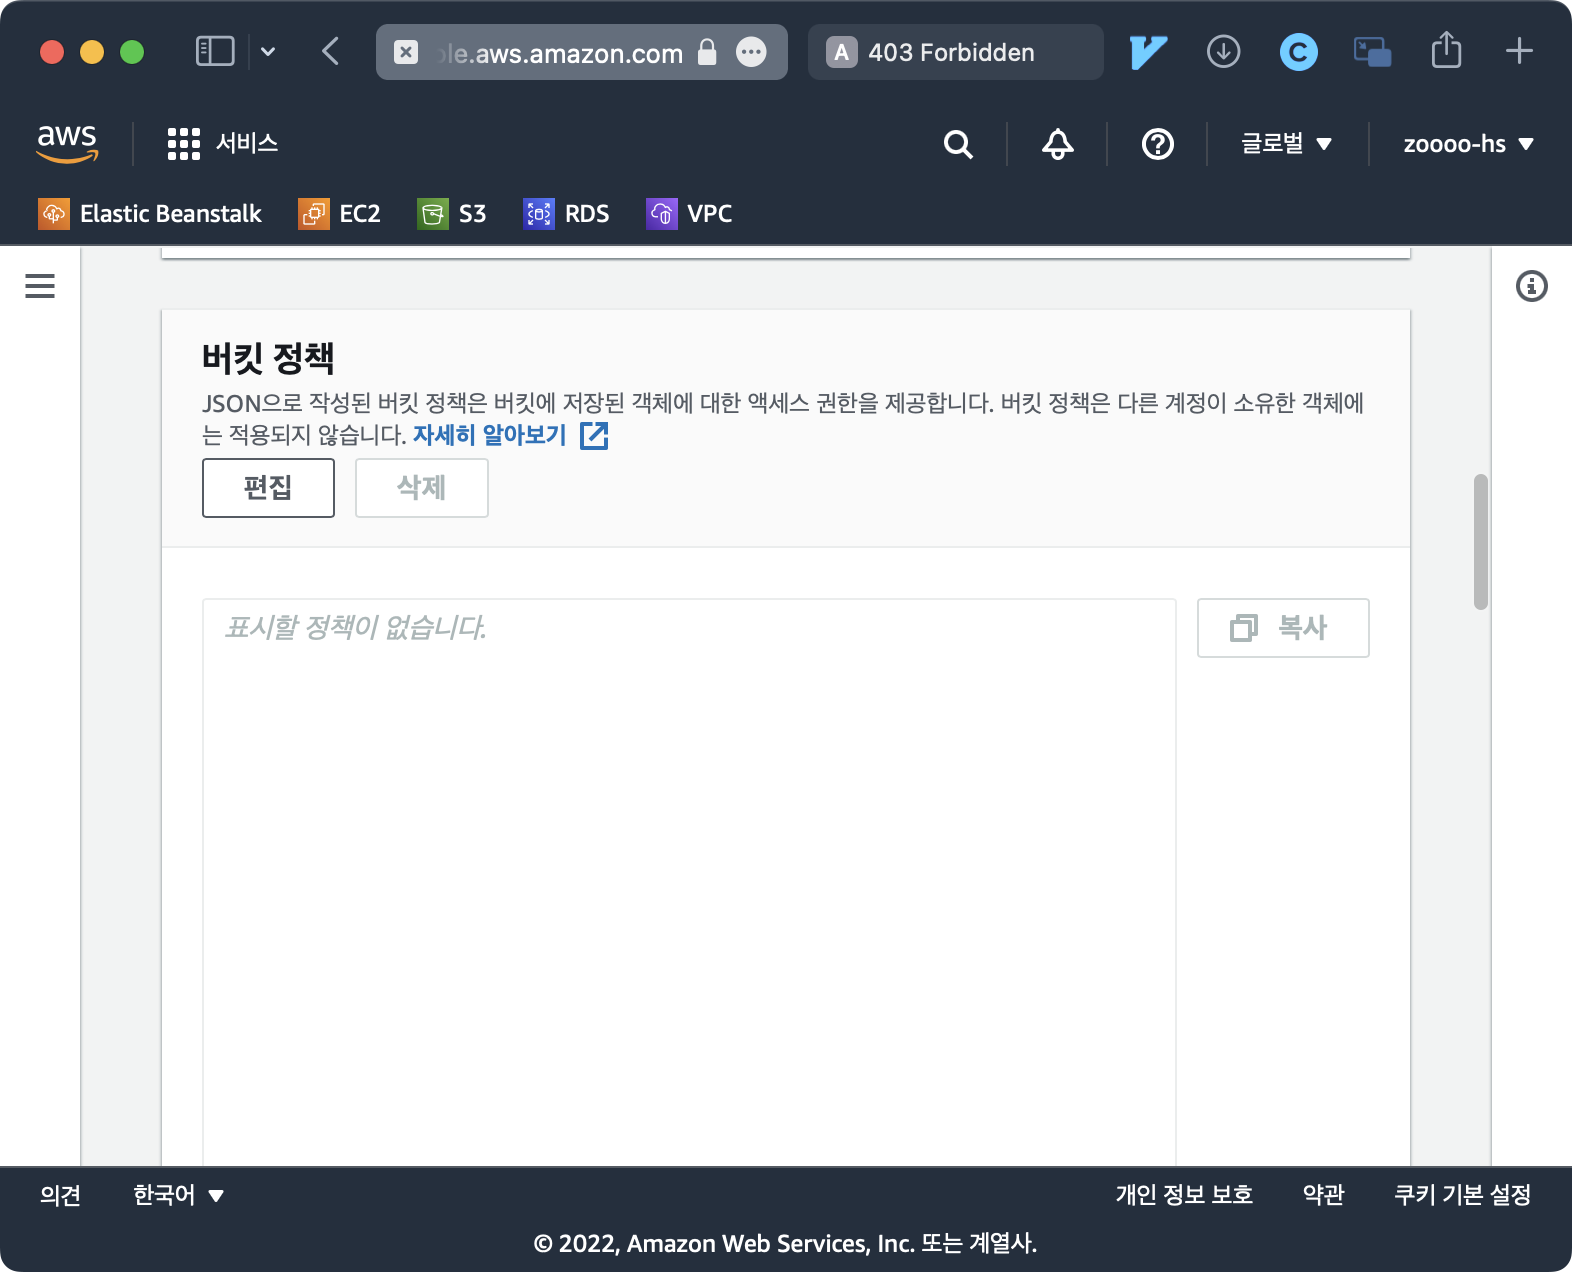 .aws.amazon.com
A 403 Forbidden
aws
서비스
글로벌
zoooo-hs
Elastic Beanstalk EC2 S3 RDS VPC
버킷 정책
JSON으로 작성된 버킷 정책은 버킷에 저장된 객체에 대한 액세스 권한을 제공합니다. 버킷 정책은 다른 계정이 소유한 객체에
는 적용되지 않습니다. 자세히 알아보기
편집 삭제
표시할 정책이 없습니다.
복사
의견 한국어 개인 정보 보호 약관 쿠키 기본 설정
© 2022, Amazon Web Services, Inc. 또는 계열사.